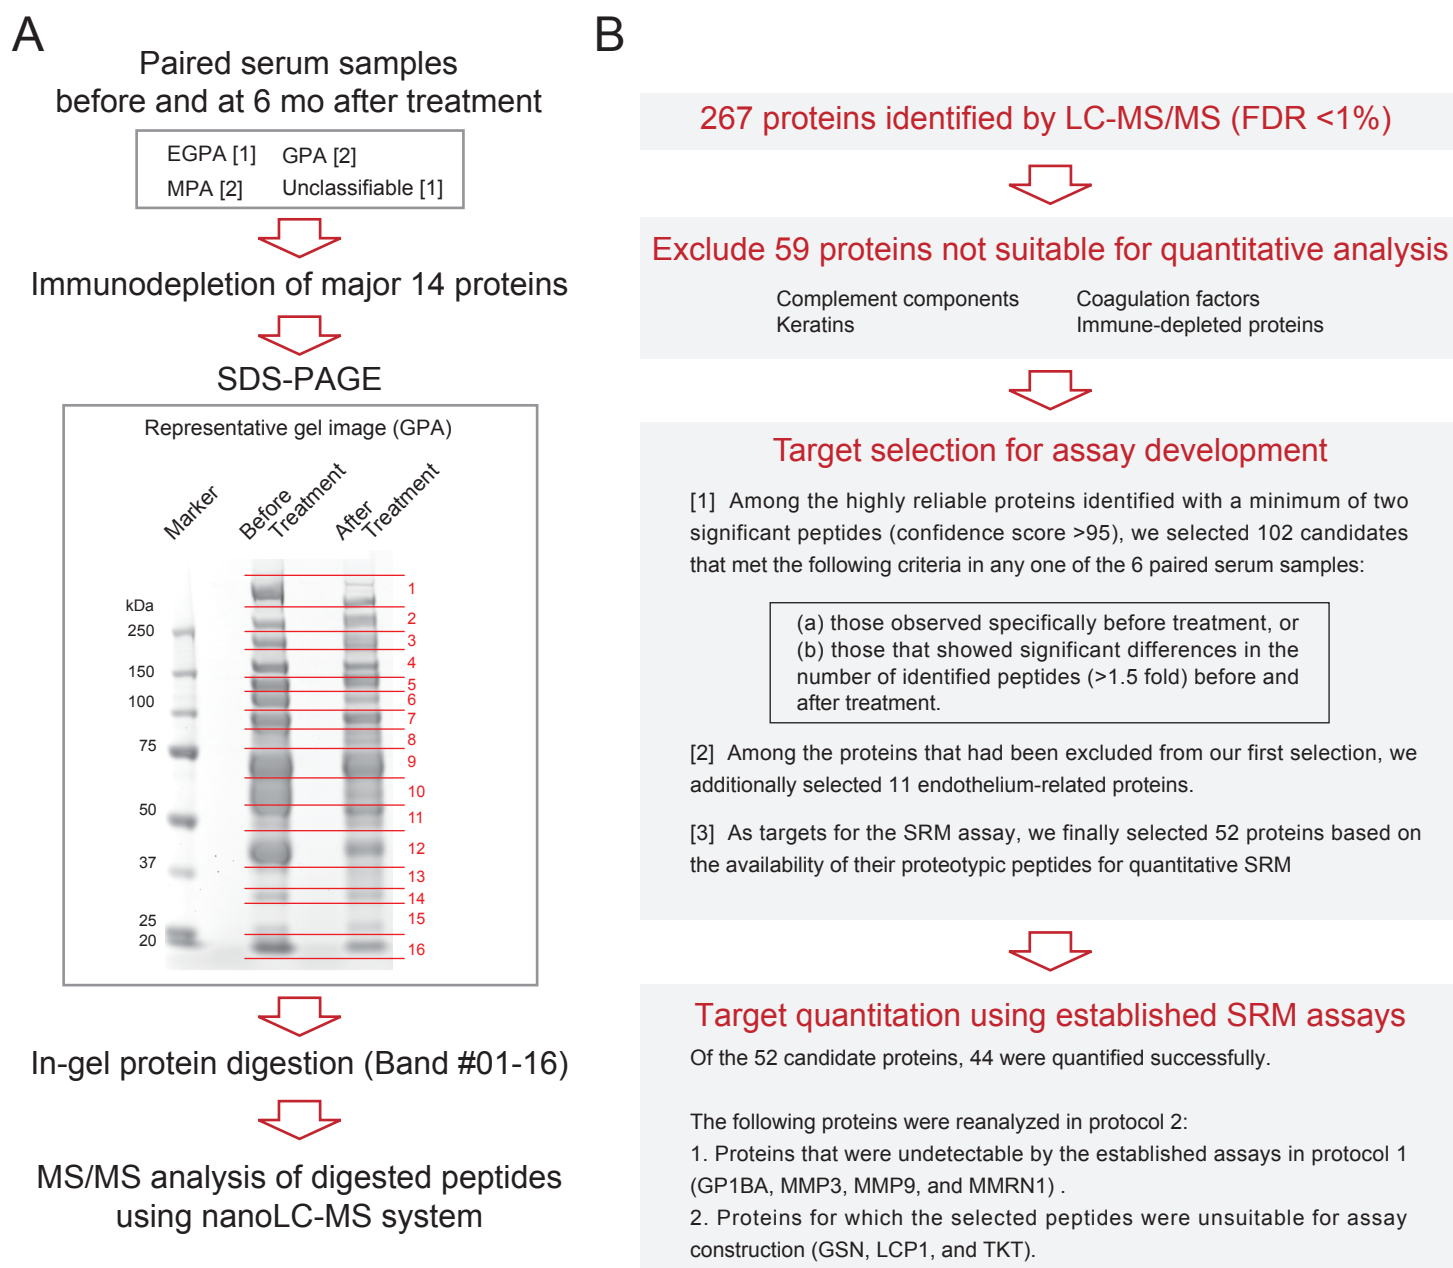 A
Paired serum samples
before and at 6 mo after treatment
EGPA [1] GPA [2]
MPA [2] Unclassifiable [1]
Immunodepletion of major 14 proteins
SDS-PAGE
Representative gel image (GPA)
Marker
Before
Treatment
After
Treatment
kDa
250
150
100
75
50
37
25
20
1
2
3
4
5
6
7
8
9
10
11
12
13
14
15
16
In-gel protein digestion (Band #01-16)
MS/MS analysis of digested peptides
using nanoLC-MS system
B
267 proteins identified by LC-MS/MS (FDR <1%)
Exclude 59 proteins not suitable for quantitative analysis
Complement components Coagulation factors
Keratins Immune-depleted proteins
Target selection for assay development
[1] Among the highly reliable proteins identified with a minimum of two
significant peptides (confidence score >95), we selected 102 candidates
that met the following criteria in any one of the 6 paired serum samples:
(a) those observed specifically before treatment, or
(b) those that showed significant differences in the
number of identified peptides (>1.5 fold) before and
after treatment.
[2] Among the proteins that had been excluded from our first selection, we
additionally selected 11 endothelium-related proteins.
[3] As targets for the SRM assay, we finally selected 52 proteins based on
the availability of their proteotypic peptides for quantitative SRM
Target quantitation using established SRM assays
Of the 52 candidate proteins, 44 were quantified successfully.
The following proteins were reanalyzed in protocol 2:
1. Proteins that were undetectable by the established assays in protocol 1
(GP1BA, MMP3, MMP9, and MMRN1) .
2. Proteins for which the selected peptides were unsuitable for assay
construction (GSN, LCP1, and TKT).